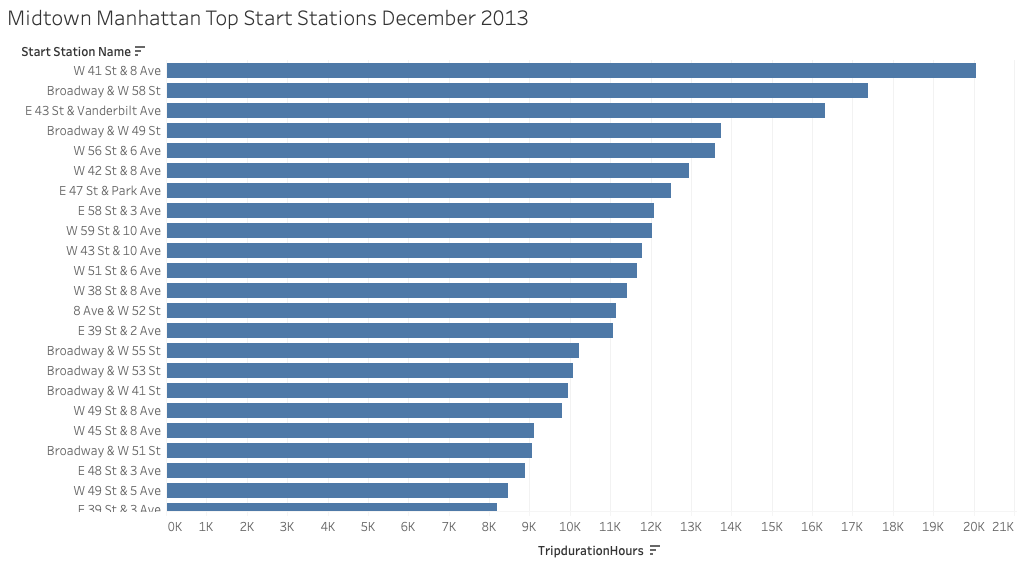 Midtown Manhattan Top Start Stations December 2013
Start Station Name
W 41 St & 8 Ave
Broadway & W 58 St
E 43 St & Vanderbilt Ave
Broadway & W 49 St
W 56 St & 6 Ave
W 42 St & 8 Ave
E 47 St & Park Ave
E 58 St & 3 Ave
W 59 St & 10 Ave
W 43 St & 10 Ave
W 51 St & 6 Ave
W 38 St & 8 Ave
8 Ave & W 52 St
E 39 St & 2 Ave
Broadway & W 55 St
Broadway & W 53 St
Broadway & W 41 St
W 49 St & 8 Ave
W 45 St & 8 Ave
Broadway & W 51 St
E 48 St & 3 Ave
W 49 St & 5 Ave
E 39 St & 3 Ave
0K 1K 2K 3K 4K 5K 6K 7K 8K 9K 10K 11K 12K 13K 14K 15K 16K 17K 18K 19K 20K 21K
TripdurationHours